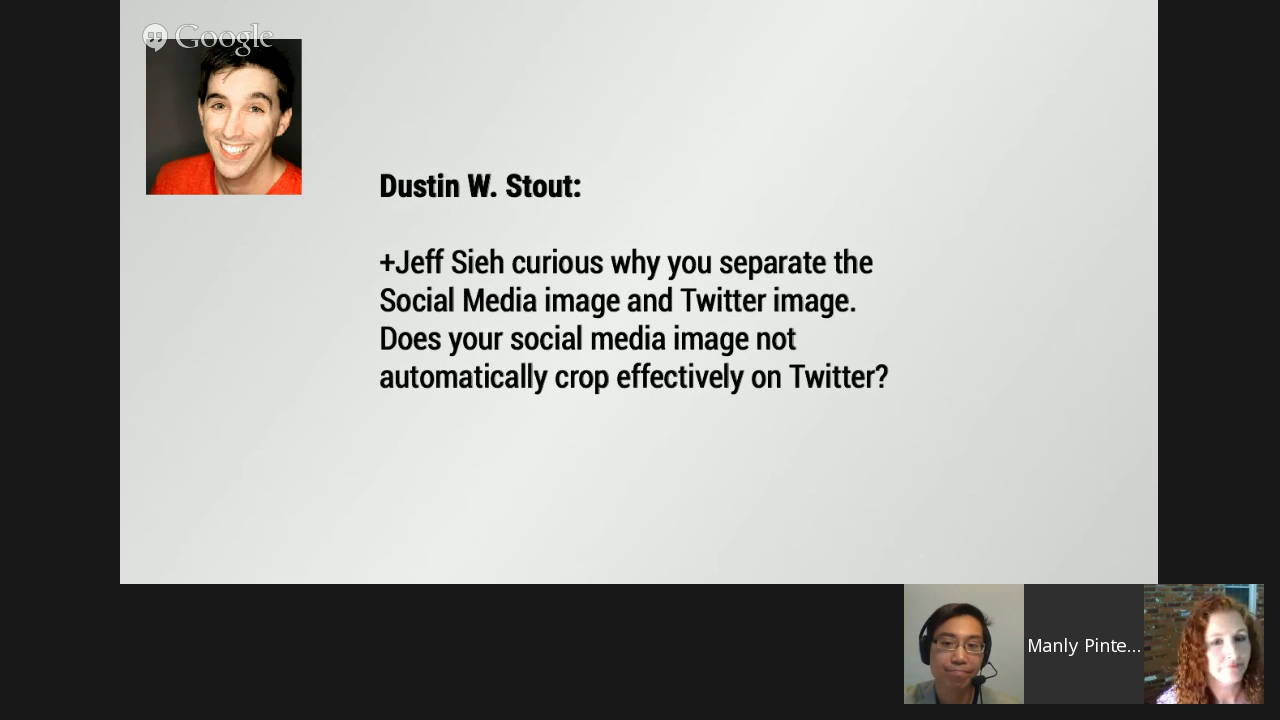 Google
Dustin W. Stout:
+Jeff Sieh curious why you separate the
Social Media image and Twitter image.
Does your social media image not
automatically crop effectively on Twitter?
Manly Pinte...